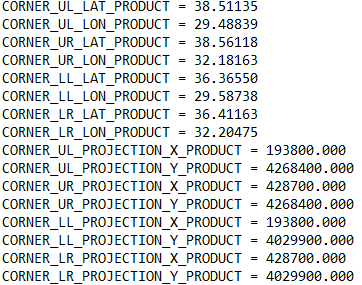 CORNER_UL_LAT_PRODUCT = 38.51135
CORNER_UL_LON_PRODUCT = 29.48839
CORNER_UR_LAT_PRODUCT = 38.56118
CORNER_UR_LON_PRODUCT = 32.18163
CORNER_LL_LAT_PRODUCT = 36.36550
CORNER_LL_LON_PRODUCT = 29.58738
CORNER_LR_LAT_PRODUCT = 36.41163
CORNER_LR_LON_PRODUCT = 32.20475
CORNER_UL_PROJECTION_X_PRODUCT = 193800.000
CORNER_UL_PROJECTION_Y_PRODUCT = 4268400.000
CORNER_UR_PROJECTION_X_PRODUCT = 428700.000
CORNER_UR_PROJECTION_Y_PRODUCT = 4268400.000
CORNER_LL_PROJECTION_X_PRODUCT = 193800.000
CORNER_LL_PROJECTION_Y_PRODUCT = 4029900.000
CORNER_LR_PROJECTION_X_PRODUCT = 428700.000
CORNER_LR_PROJECTION_Y_PRODUCT = 4029900.000